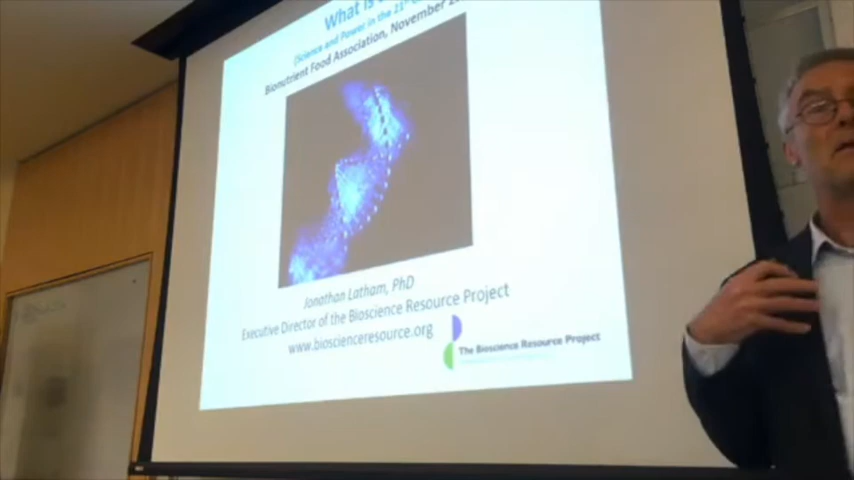 What is
(Science and Power in the 21st
Bionutrient Food Association, November
Jonathan Latham, PhD
Executive Director of the Bioscience Resource Project
www.bioscienceresource.org
The Bioscience Resource Project